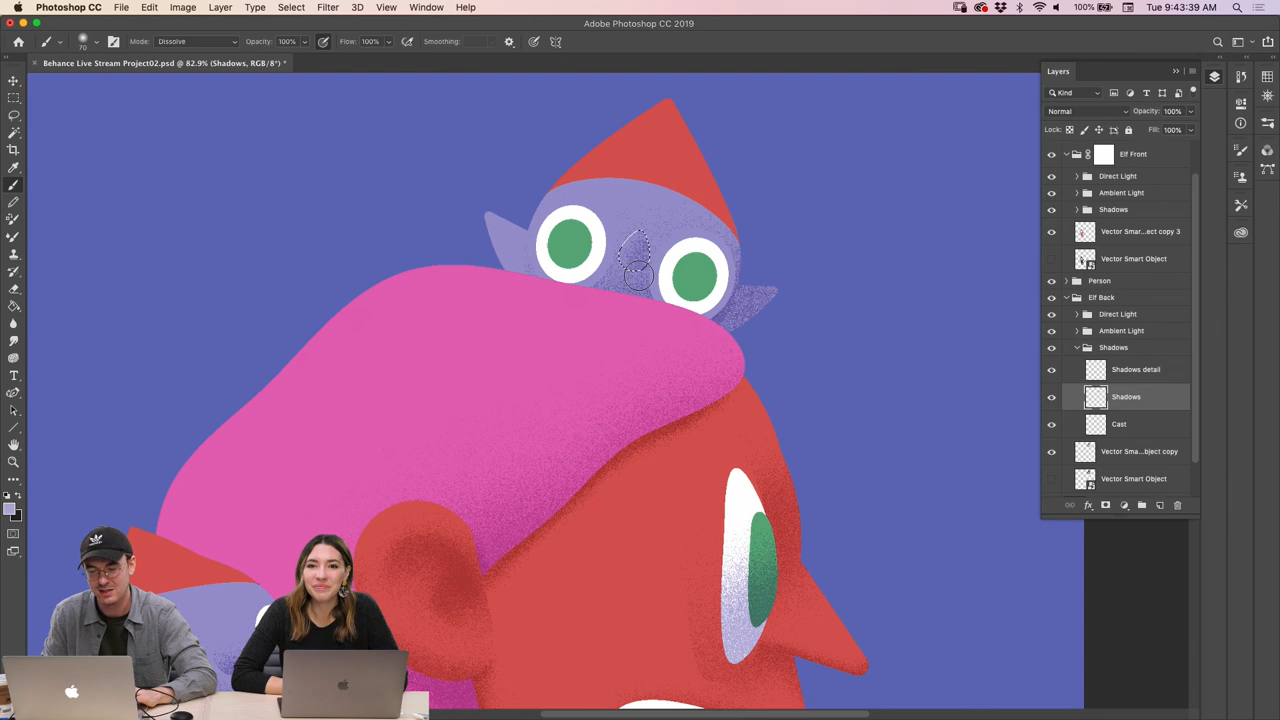 Photoshop CC File Edit Image Layer Type Select Filter 3D View Window Help 100% Tue 9:43:39 AM
Adobe Photoshop CC 2019
70 Mode: Dissolve Opacity: 100% Flow: 100% Smoothing:
Behance Live Stream Project02.psd @ 82.9% (Shadows, RGB/8*) *
Layers
Kind
Normal Opacity: 100%
Lock: Fill: 100%
Elf Front
Direct Light
Ambient Light
Shadows
Vector Smar...ect copy 3
Vector Smart Object
Person
Elf Back
Direct Light
Ambient Light
Shadows
Shadows detail
Shadows
Cast
Vector Sma...bject copy
Vector Smart Object
fx